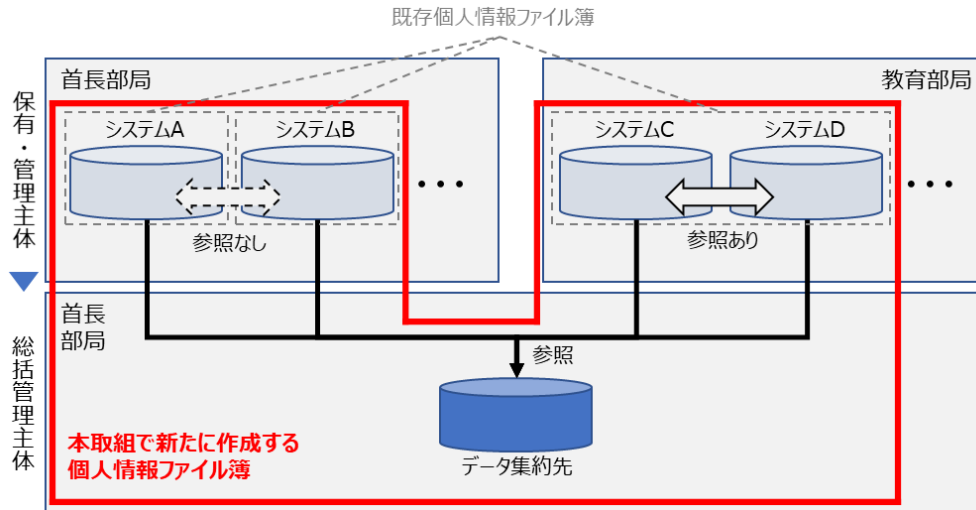 既存個人情報ファイル簿
首長部局
教育部局
保有・管理主体
システムA
システムB
システムC
システムD
・・・
・・・
参照なし
参照あり
首長
部局
総括管理主体
参照
データ集約先
本取組で新たに作成する
個人情報ファイル簿